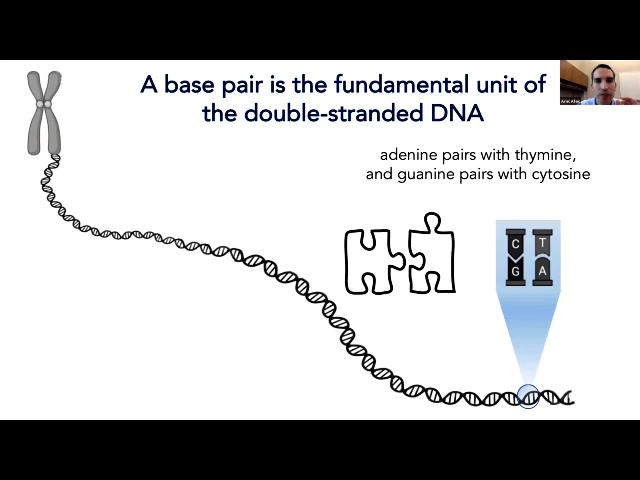 A base pair is the fundamental unit of
the double-stranded DNA
adenine pairs with thymine,
and guanine pairs with cytosine
C T
G A